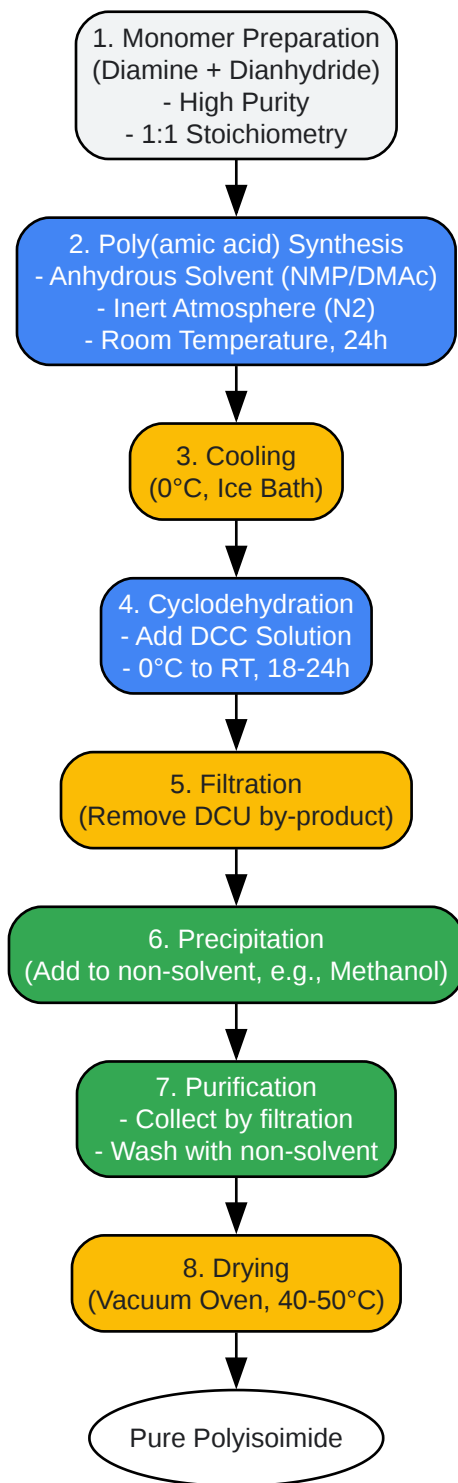 1. Monomer Preparation
(Diamine + Dianhydride)
- High Purity
- 1:1 Stoichiometry
2. Poly(amic acid) Synthesis
- Anhydrous Solvent (NMP/DMAc)
- Inert Atmosphere (N2)
- Room Temperature, 24h
3. Cooling
(0°C, Ice Bath)
4. Cyclodehydration
- Add DCC Solution
- 0°C to RT, 18-24h
5. Filtration
(Remove DCU by-product)
6. Precipitation
(Add to non-solvent, e.g., Methanol)
7. Purification
- Collect by filtration
- Wash with non-solvent
8. Drying
(Vacuum Oven, 40-50°C)
Pure Polyisoimide